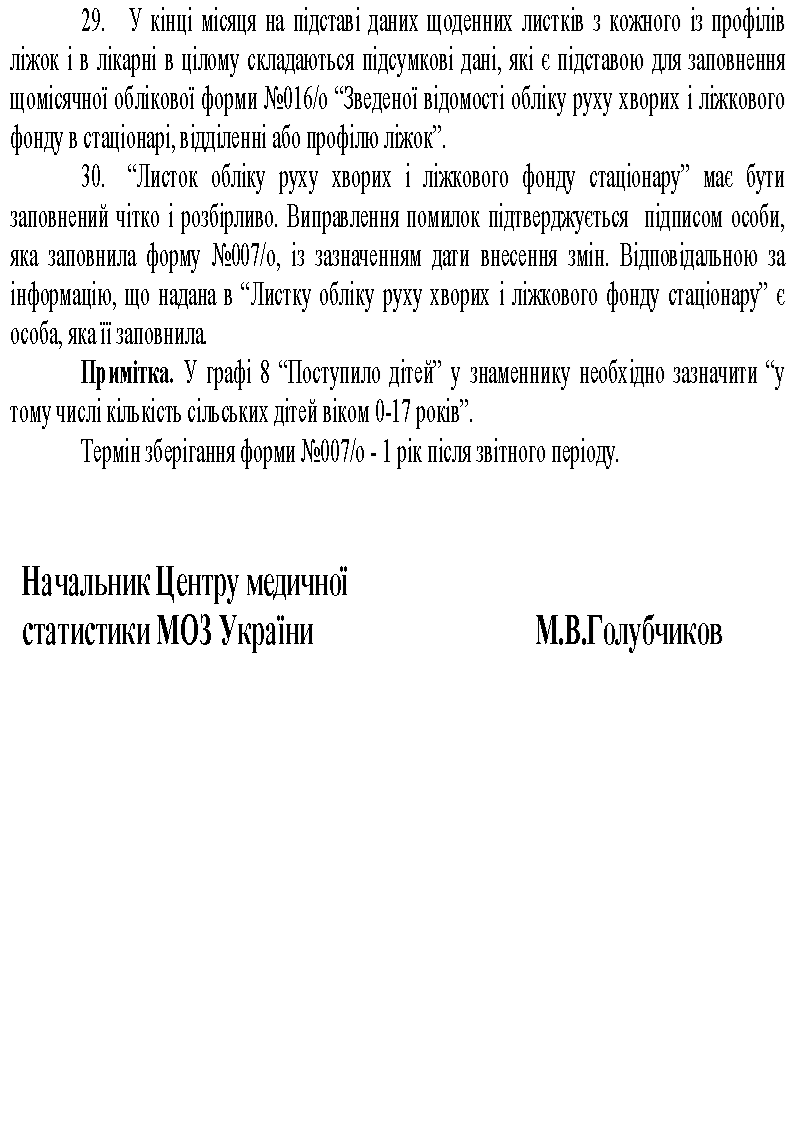 29. У кінці місяця на підставі даних щоденних листків з кожного із профілів
ліжок і в лікарні в цілому складаються підсумкові дані, які є підставою для заповнення
щомісячної облікової форми №016/о “Зведеної відомості обліку руху хворих і ліжкового
фонду в стаціонарі, відділенні або профілю ліжок”.
30. “Листок обліку руху хворих і ліжкового фонду стаціонару” має бути
заповнений чітко і розбірливо. Виправлення помилок підтверджується підписом особи,
яка заповнила форму №007/о, із зазначенням дати внесення змін. Відповідальною за
інформацію, що надана в “Листку обліку руху хворих і ліжкового фонду стаціонару” є
особа, яка її заповнила.
Примітка. У графі 8 “Поступило дітей” у знаменнику необхідно зазначити “у
тому числі кількість сільських дітей віком 0-17 років”.
Термін зберігання форми №007/о - 1 рік після звітного періоду.
Начальник Центру медичної
статистики МОЗ України М.В.Голубчиков